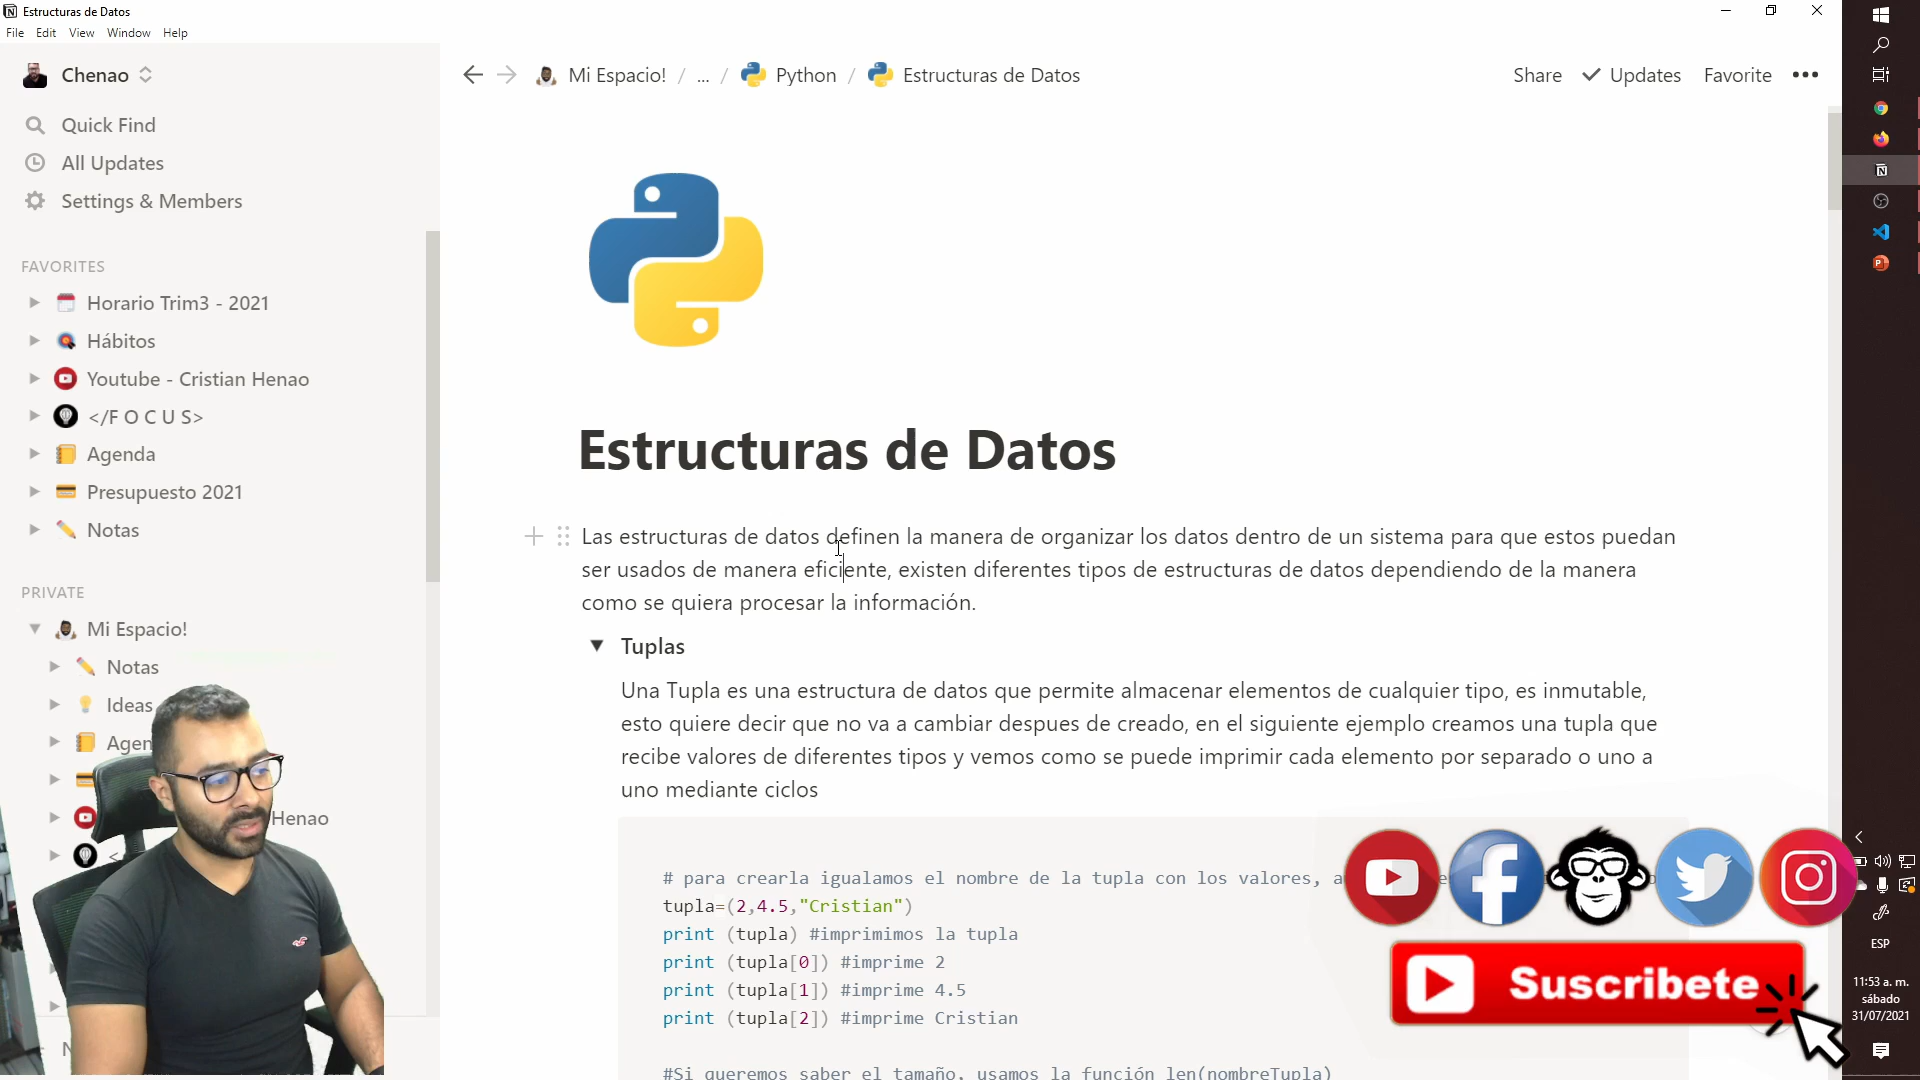 Estructuras de Datos
File Edit View Window Help
Chenao
Quick Find
All Updates
Settings & Members
FAVORITES
Horario Trim3 - 2021
Hábitos
Youtube - Cristian Henao
</F O C U S>
Agenda
Presupuesto 2021
Notas
PRIVATE
Mi Espacio!
Notas
Ideas
Agen
Henao
Mi Espacio! / ... / Python / Estructuras de Datos
Share Updates Favorite
Estructuras de Datos
Las estructuras de datos definen la manera de organizar los datos dentro de un sistema para que estos puedan
ser usados de manera eficiente, existen diferentes tipos de estructuras de datos dependiendo de la manera
como se quiera procesar la información.
Tuplas
Una Tupla es una estructura de datos que permite almacenar elementos de cualquier tipo, es inmutable,
esto quiere decir que no va a cambiar despues de creado, en el siguiente ejemplo creamos una tupla que
recibe valores de diferentes tipos y vemos como se puede imprimir cada elemento por separado o uno a
uno mediante ciclos
# para crearla igualamos el nombre de la tupla con los valores,
tupla=(2,4.5,"Cristian")
print (tupla) #imprimimos la tupla
print (tupla[0]) #imprime 2
print (tupla[1]) #imprime 4.5
print (tupla[2]) #imprime Cristian
#Si queremos saber el tamaño, usamos la función len(nombreTupla)
Suscribete
ESP
11:53 a. m.
sábado
31/07/2021